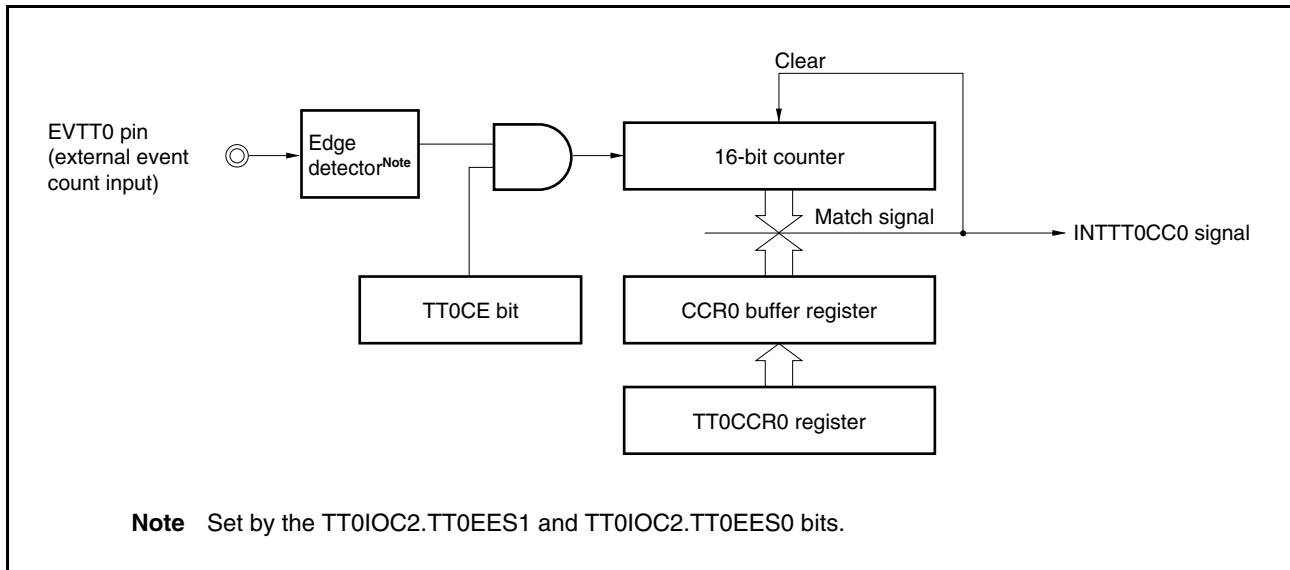 Clear
EVTT0 pin
(external event
count input)
Edge
detectorNote
16-bit counter
Match signal
INTTT0CC0 signal
TT0CE bit
CCR0 buffer register
TT0CCR0 register
Note Set by the TT0IOC2.TT0EES1 and TT0IOC2.TT0EES0 bits.